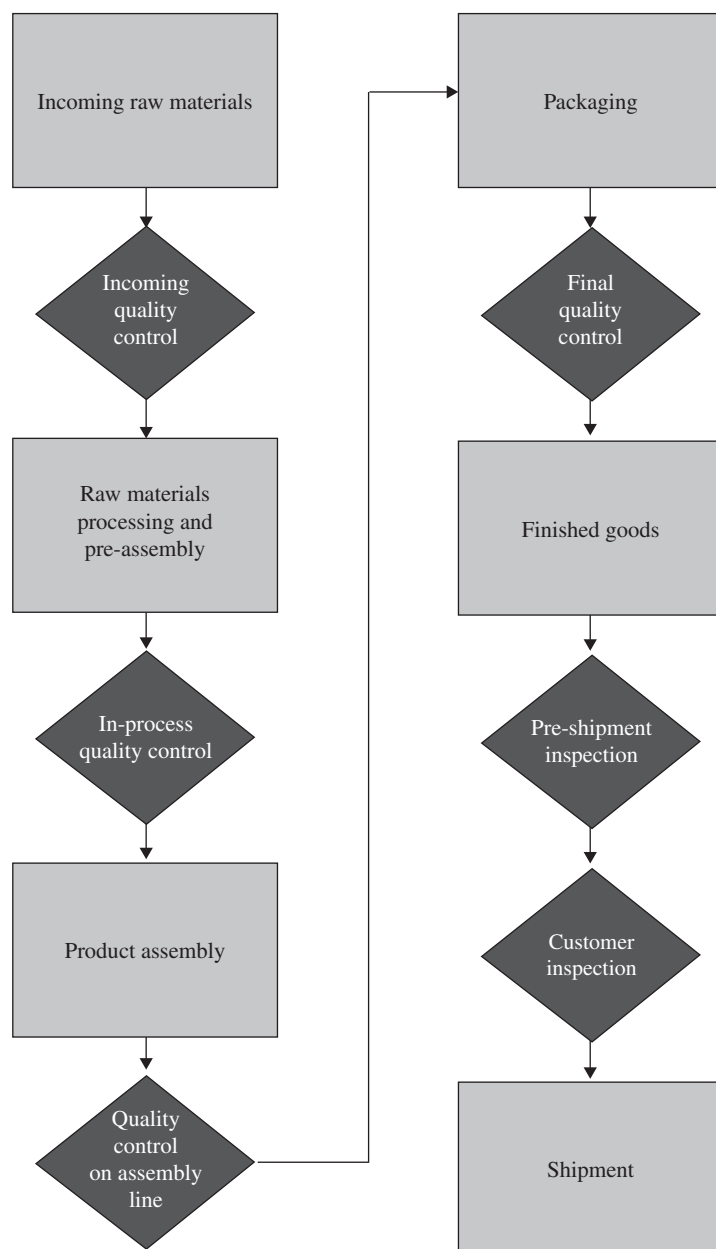 Incoming raw materials
Incoming
quality
control
Raw materials
processing and
pre-assembly
In-process
quality control
Product assembly
Quality
control
on assembly
line
Packaging
Final
quality
control
Finished goods
Pre-shipment
inspection
Customer
inspection
Shipment